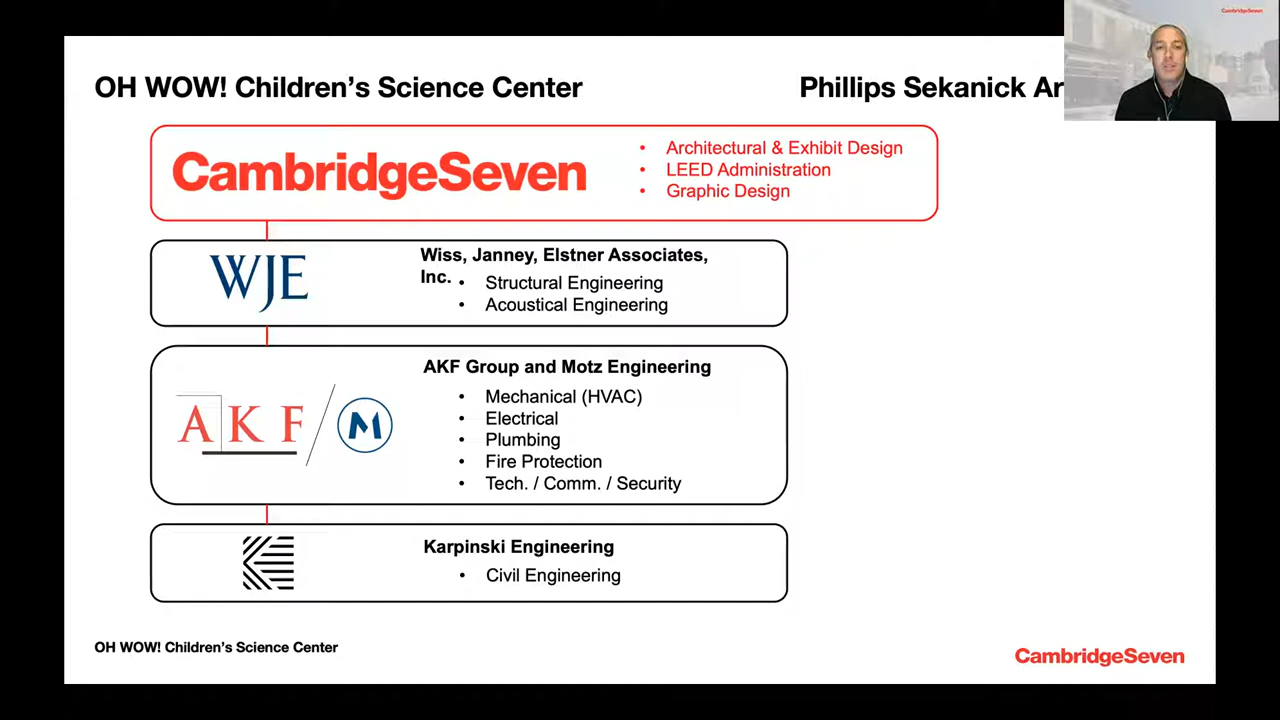 OH WOW! Children's Science Center
Phillips Sekanick Ar
CambridgeSeven
CambridgeSeven
• Architectural & Exhibit Design
• LEED Administration
• Graphic Design
WJE
Wiss, Janney, Elstner Associates,
Inc.
• Structural Engineering
• Acoustical Engineering
AKF / M
AKF Group and Motz Engineering
• Mechanical (HVAC)
• Electrical
• Plumbing
• Fire Protection
• Tech. / Comm. / Security
Karpinski Engineering
• Civil Engineering
OH WOW! Children's Science Center
CambridgeSeven